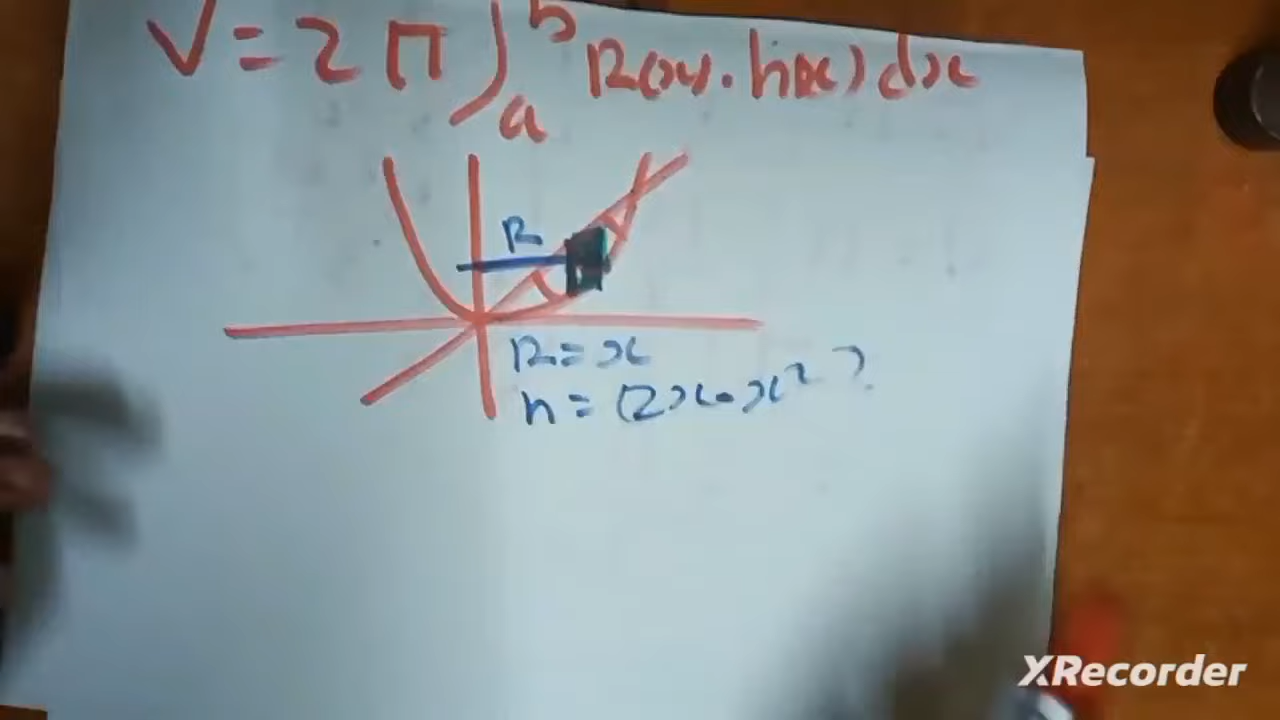 V = 2π ∫ₐᵇ R(x) · h(x) dx
R
R = x
h = (2x - x²)
XRecorder